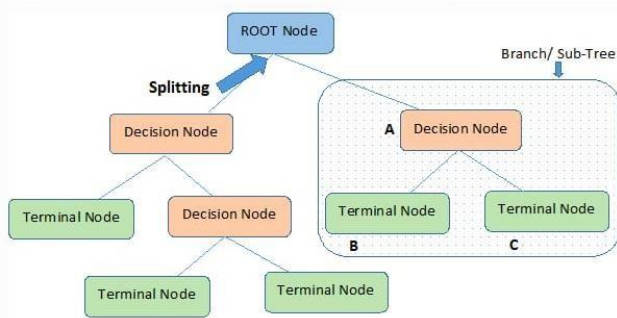 ROOT Node
Branch/ Sub-Tree
Splitting
Decision Node
A
Decision Node
Terminal Node
Decision Node
Terminal Node
Terminal Node
B
C
Terminal Node
Terminal Node